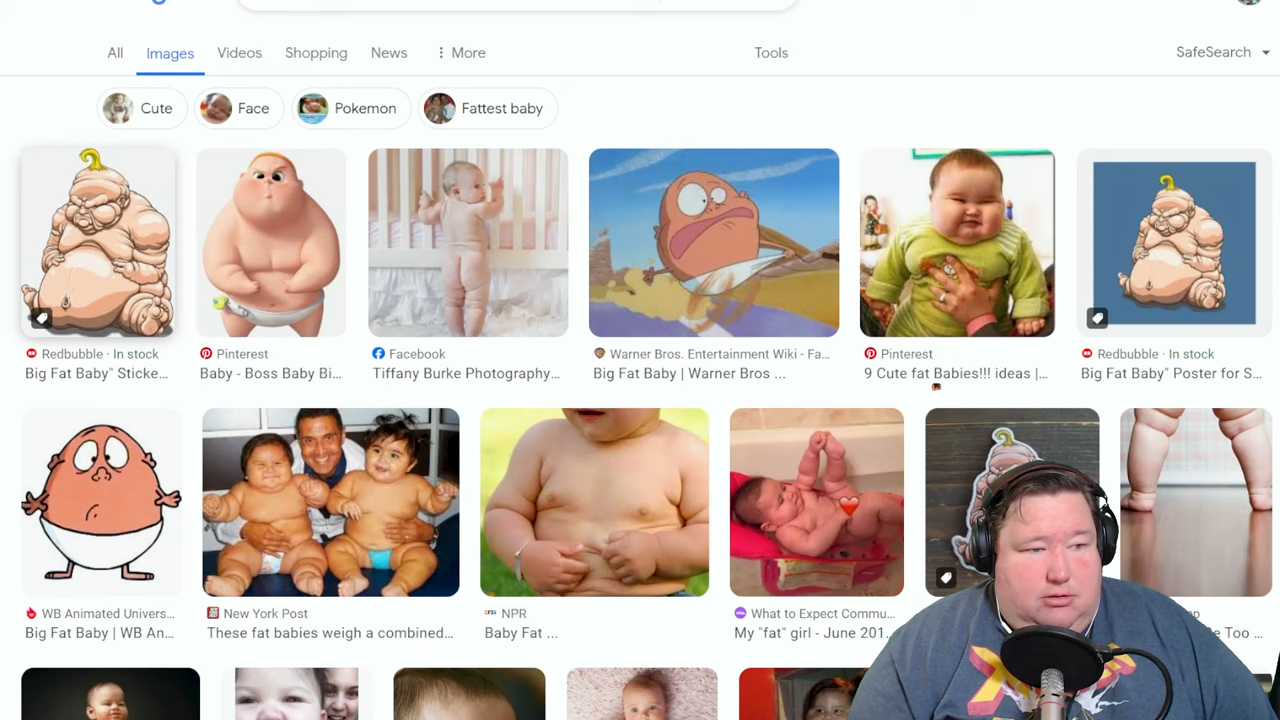 All Images Videos Shopping News More Tools SafeSearch
Cute Face Pokemon Fattest baby
Redbubble · In stock
Big Fat Baby" Sticke...
Pinterest
Baby - Boss Baby Bi...
Facebook
Tiffany Burke Photography...
Warner Bros. Entertainment Wiki - Fa...
Big Fat Baby | Warner Bros ...
Pinterest
9 Cute fat Babies!!! ideas |...
Redbubble · In stock
Big Fat Baby" Poster for S...
WB Animated Univers...
Big Fat Baby | WB An...
New York Post
These fat babies weigh a combined...
NPR
Baby Fat ...
What to Expect Commu...
My "fat" girl - June 201...
Too ...